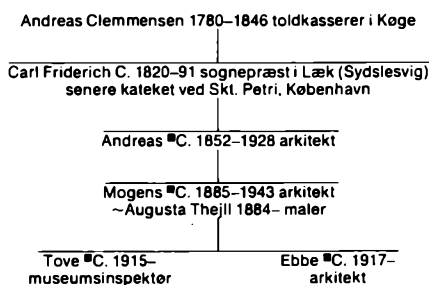 Andreas Clemmensen 1780–1846 toldkasserer i Køge
Carl Friderich C. 1820–91 sognepræst i Læk (Sydslesvig)
senere kateket ved Skt. Petri, København
Andreas ■C. 1852–1928 arkitekt
Mogens ■C. 1885–1943 arkitekt
~Augusta Thejll 1884– maler
Tove ■C. 1915–
museumsinspektør
Ebbe ■C. 1917–
arkitekt